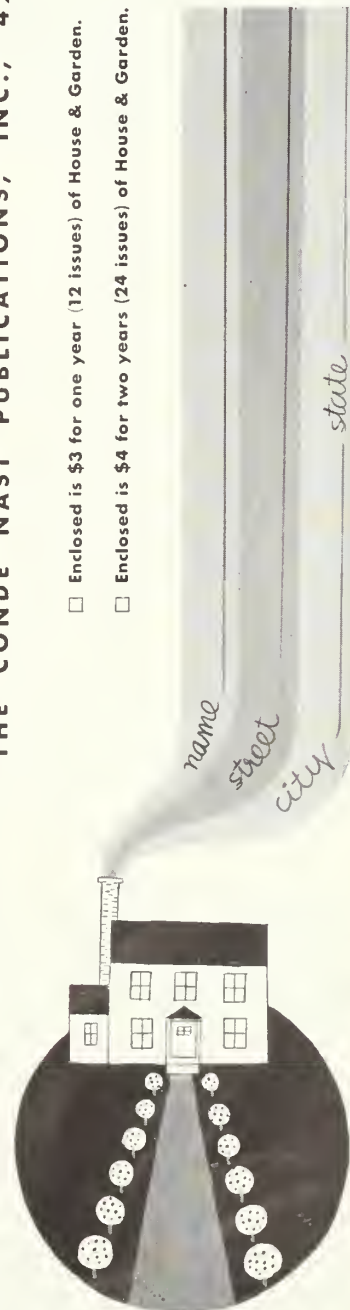 THE CONDE NAST PUBLICATIONS, INC., 4
☐ Enclosed is $3 for one year (12 issues) of House & Garden.
☐ Enclosed is $4 for two years (24 issues) of House & Garden.
name
street
city state